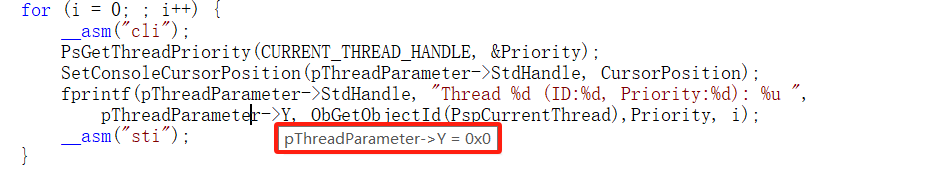 for (i = 0; ; i++) {
__asm("cli");
PsGetThreadPriority(CURRENT_THREAD_HANDLE, &Priority);
SetConsoleCursorPosition(pThreadParameter->StdHandle, CursorPosition);
fprintf(pThreadParameter->StdHandle, "Thread %d (ID:%d, Priority:%d): %u ",
pThreadParameter->Y, ObGetObjectId(PspCurrentThread),Priority, i);
__asm("sti");
pThreadParameter->Y = 0x0
}